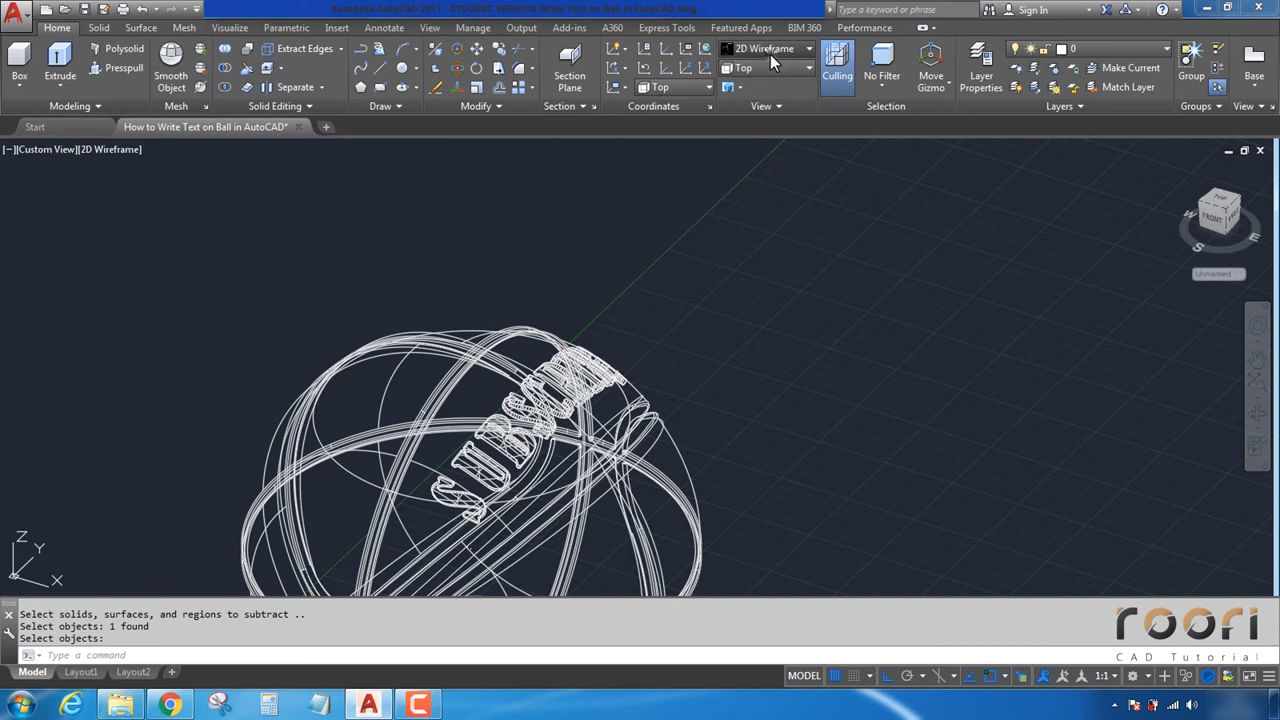 Autodesk AutoCAD 2017 - STUDENT VERSION Write Text on Ball in AutoCAD.dwg
Type a keyword or phrase
Sign In
Home Solid Surface Mesh Visualize Parametric Insert Annotate View Manage Output Add-ins A360 Express Tools Featured Apps BIM 360 Performance
Box
Extrude
Polysolid
Presspull
Smooth
Object
Extract Edges
Section
Plane
2D Wireframe
Top
Top
Culling
No Filter
Move
Gizmo
Layer
Properties
0
Make Current
Match Layer
Group
Base
Modeling Mesh Solid Editing Draw Modify Section Coordinates View Selection Layers Groups View
Start
How to Write Text on Ball in AutoCAD*
[−][Custom View][2D Wireframe]
TOP
FRONT
W
S
E
Unnamed
Z
Y
X
Select solids, surfaces, and regions to subtract ..
Select objects: 1 found
Select objects:
Type a command
roofi
CAD Tutorial
Model Layout1 Layout2
MODEL
1:1